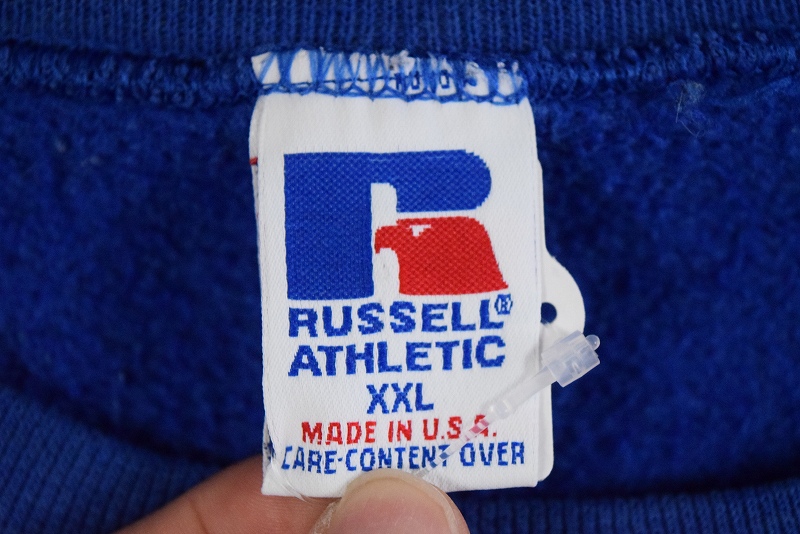 RUSSELL®
ATHLETIC
XXL
MADE IN U.S.A.
CARE-CONTENT OVER